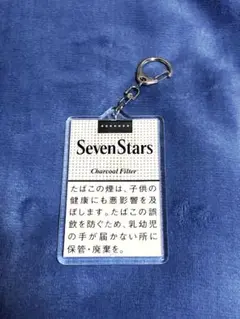 SevenStars
Charcoal Filter
たばこの煙は、子供の
健康にも悪影響を及
ぼします。たばこの誤
飲を防ぐため、乳幼児
の手が届かない所に
保管・廃棄を。